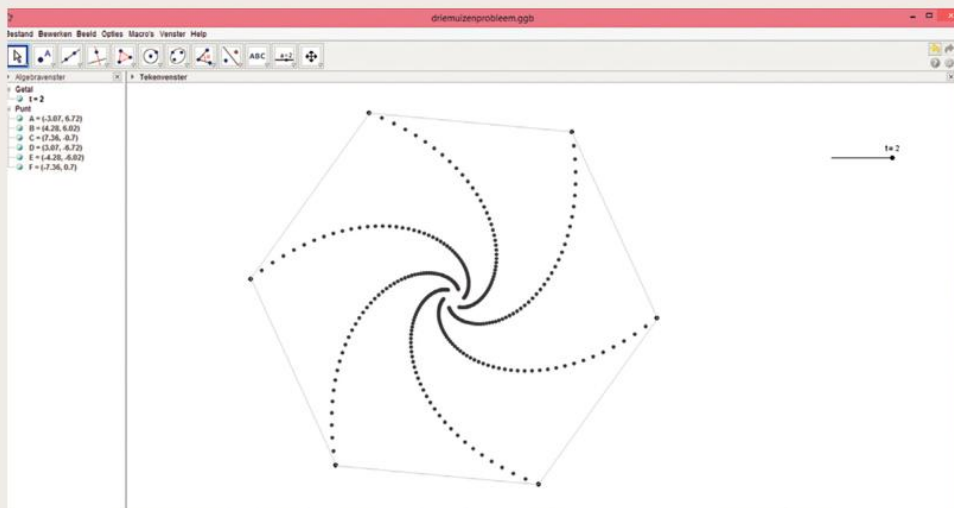 driemuizenprobleem.ggb
Bestand Bewerken Beeld Opties Macro's Venster Help
ABC a=2
Algebravenster
Tekenvenster
Getal
t = 2
Punt
A = (-3.07, 6.72)
B = (4.28, 6.02)
C = (7.36, -0.7)
D = (3.07, -6.72)
E = (-4.28, -6.02)
F = (-7.36, 0.7)
t= 2